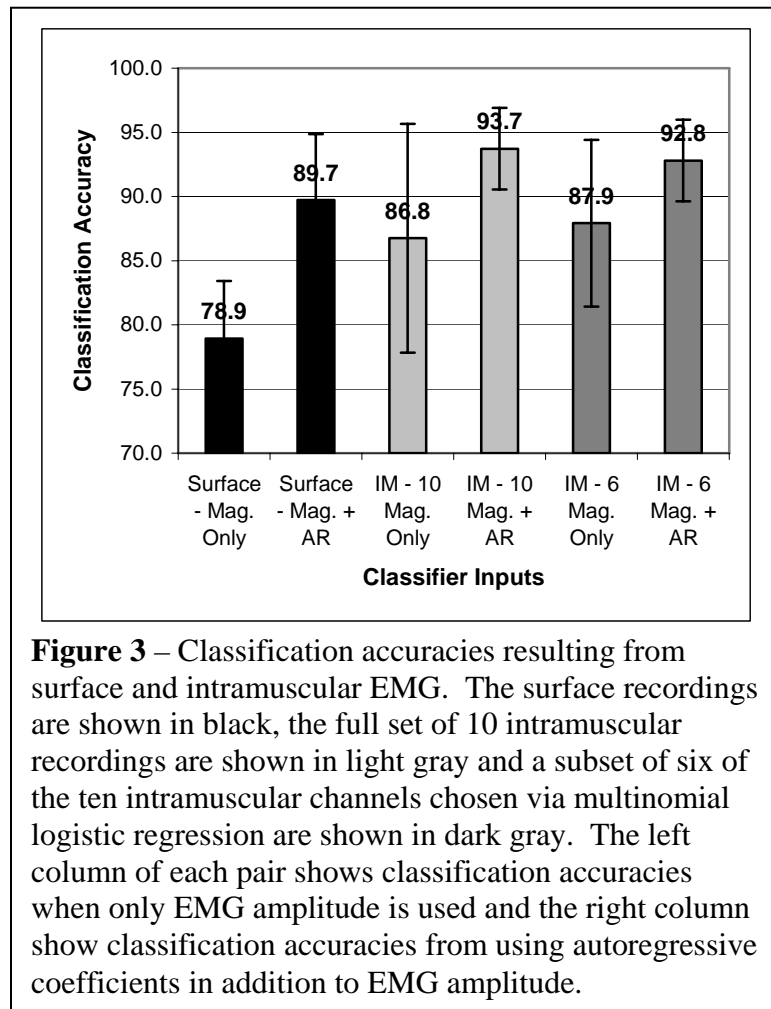 100.0
95.0
90.0
85.0
80.0
75.0
70.0
Classification Accuracy
78.9
89.7
86.8
93.7
87.9
92.8
Surface - Mag. Only
Surface - Mag. + AR
IM - 10 Mag. Only
IM - 10 Mag. + AR
IM - 6 Mag. Only
IM - 6 Mag. + AR
Classifier Inputs
Figure 3 – Classification accuracies resulting from
surface and intramuscular EMG.  The surface recordings
are shown in black, the full set of 10 intramuscular
recordings are shown in light gray and a subset of six of
the ten intramuscular channels chosen via multinomial
logistic regression are shown in dark gray.  The left
column of each pair shows classification accuracies
when only EMG amplitude is used and the right column
show classification accuracies from using autoregressive
coefficients in addition to EMG amplitude.